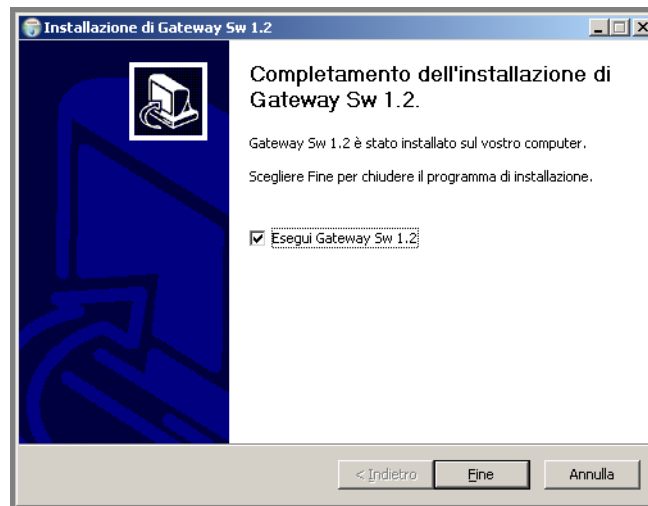 Installazione di Gateway Sw 1.2
Completamento dell'installazione di
Gateway Sw 1.2.
Gateway Sw 1.2 è stato installato sul vostro computer.
Scegliere Fine per chiudere il programma di installazione.
Esegui Gateway Sw 1.2
< Indietro
Fine
Annulla